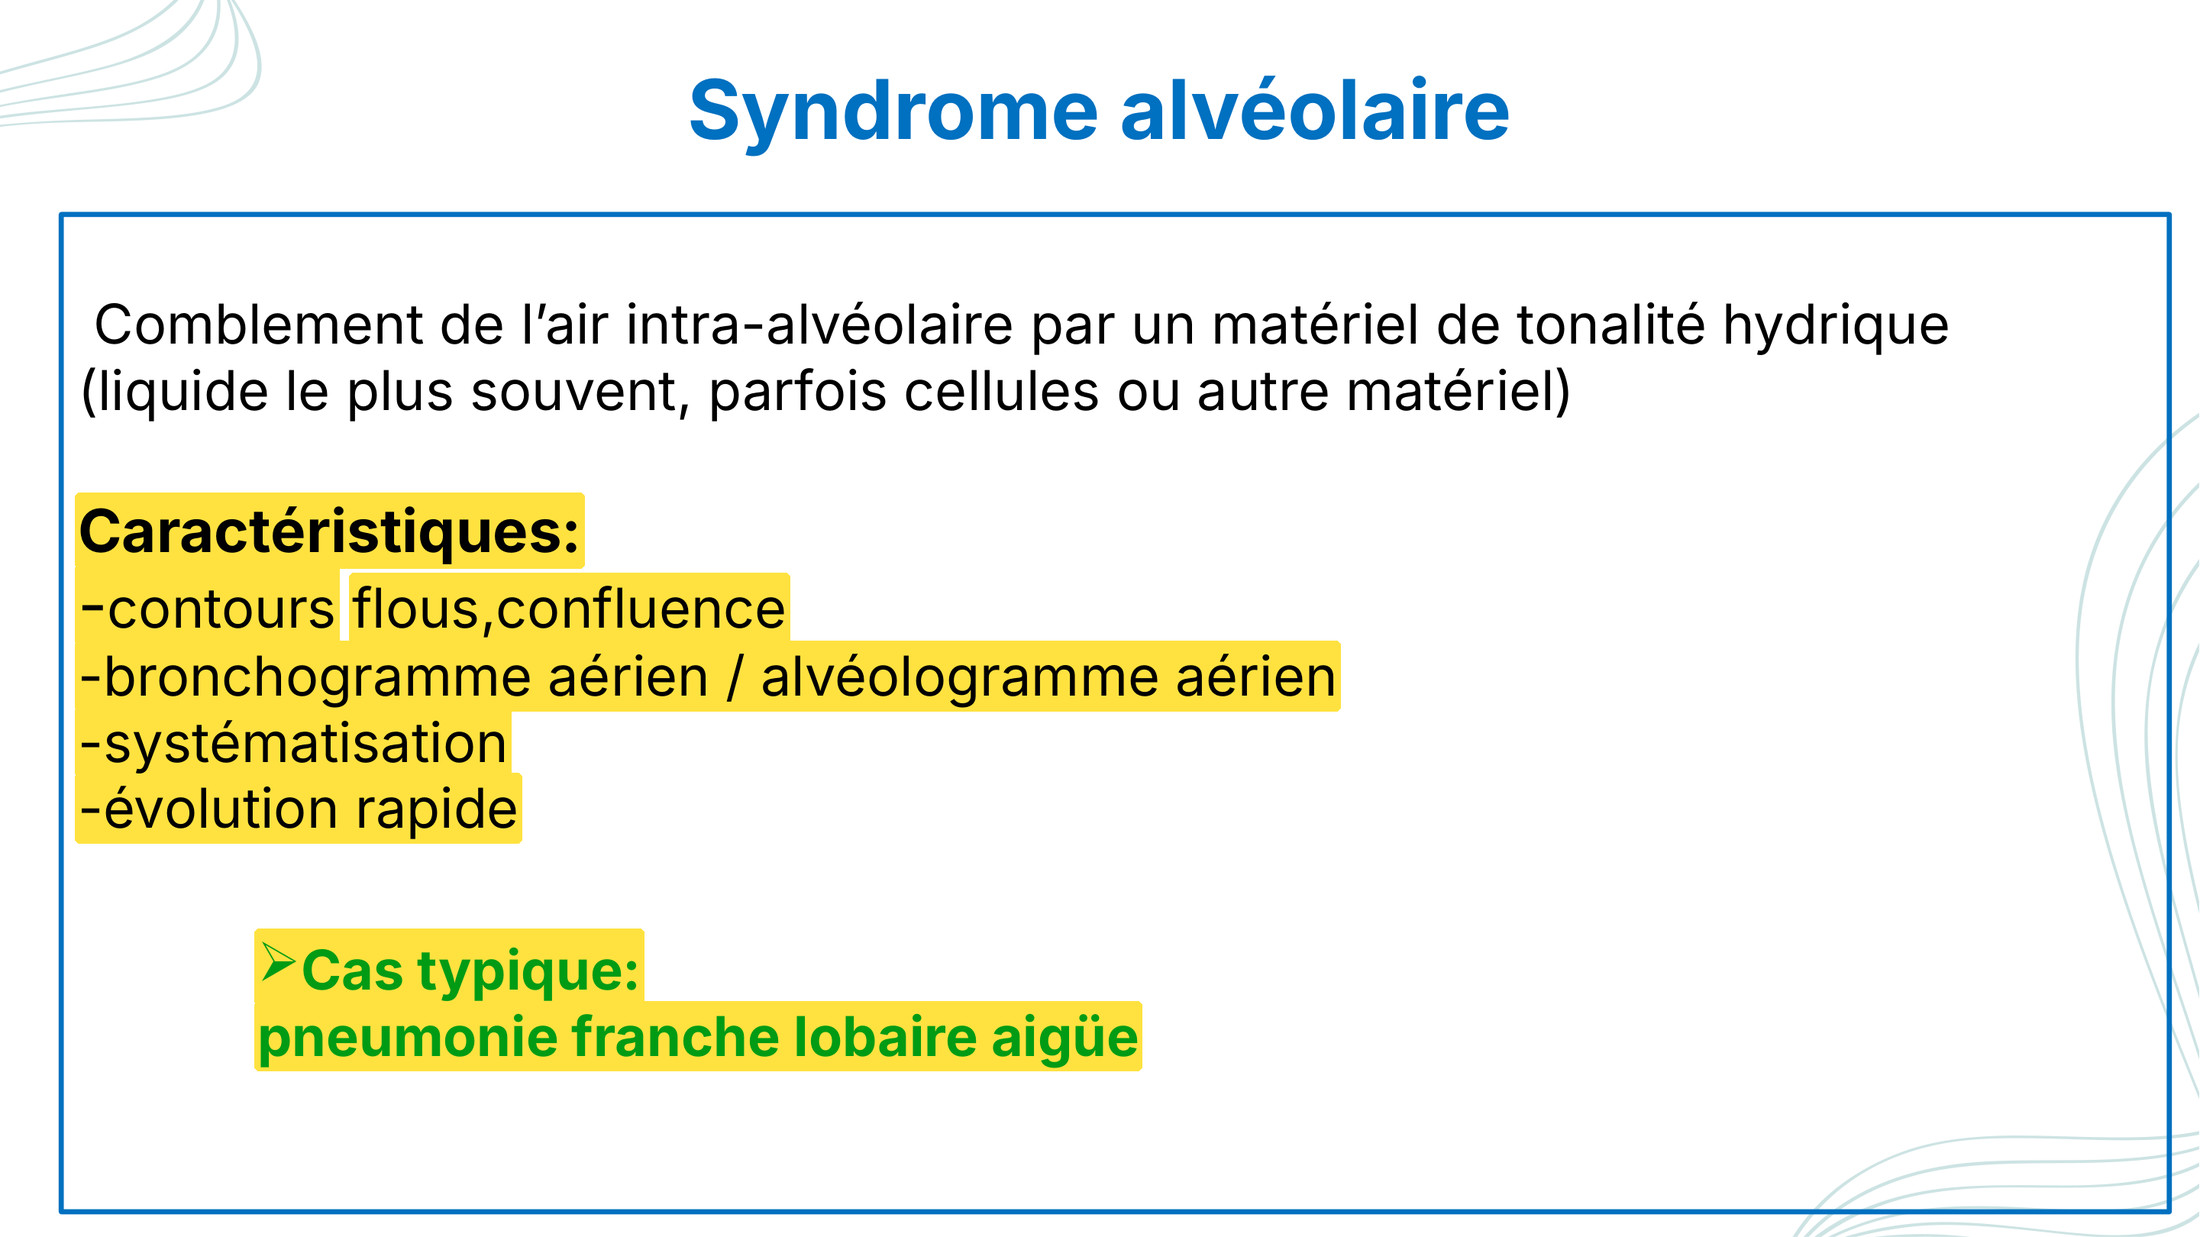 Syndrome alvéolaire
Comblement de l’air intra-alvéolaire par un matériel de tonalité hydrique
(liquide le plus souvent, parfois cellules ou autre matériel)
Caractéristiques:
-contours flous,confluence
-bronchogramme aérien / alvéologramme aérien
-systématisation
-évolution rapide
➢Cas typique:
pneumonie franche lobaire aigüe